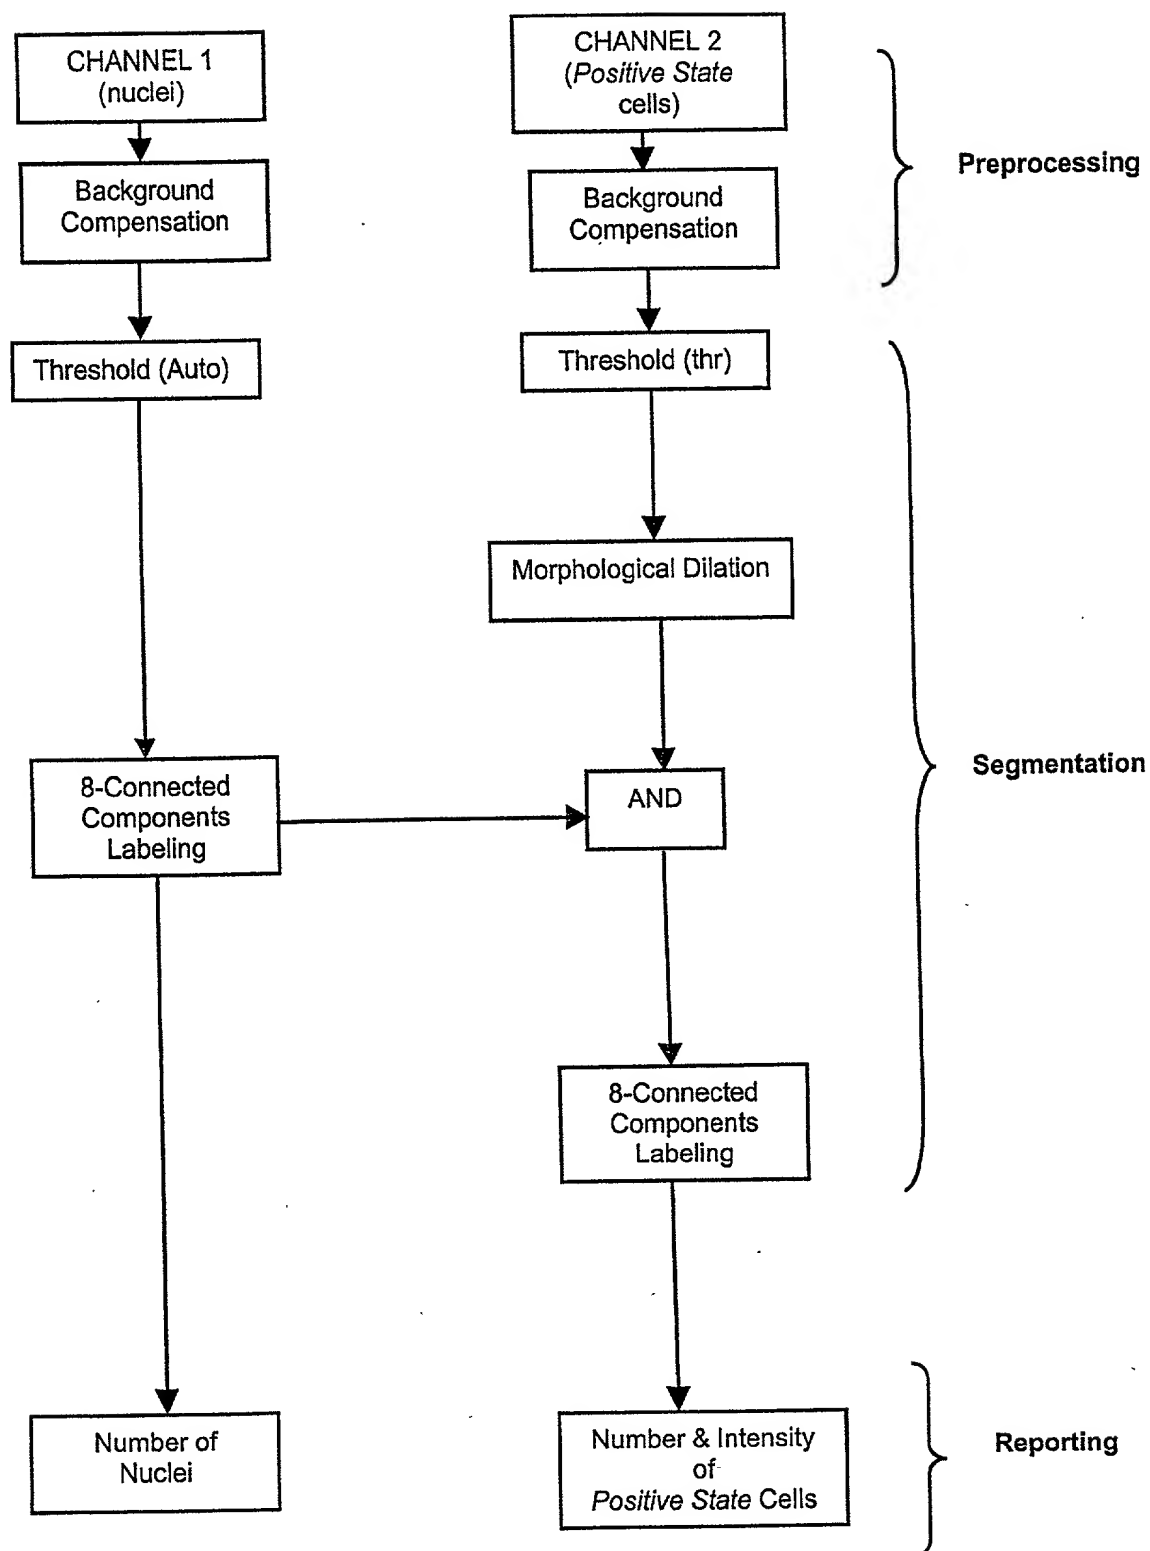 CHANNEL 1
(nuclei)
Background
Compensation
Threshold (Auto)
8-Connected
Components
Labeling
Number of
Nuclei
CHANNEL 2
(Positive State
cells)
Background
Compensation
Threshold (thr)
Morphological Dilation
AND
8-Connected
Components
Labeling
Number & Intensity
of
Positive State Cells
Preprocessing
Segmentation
Reporting